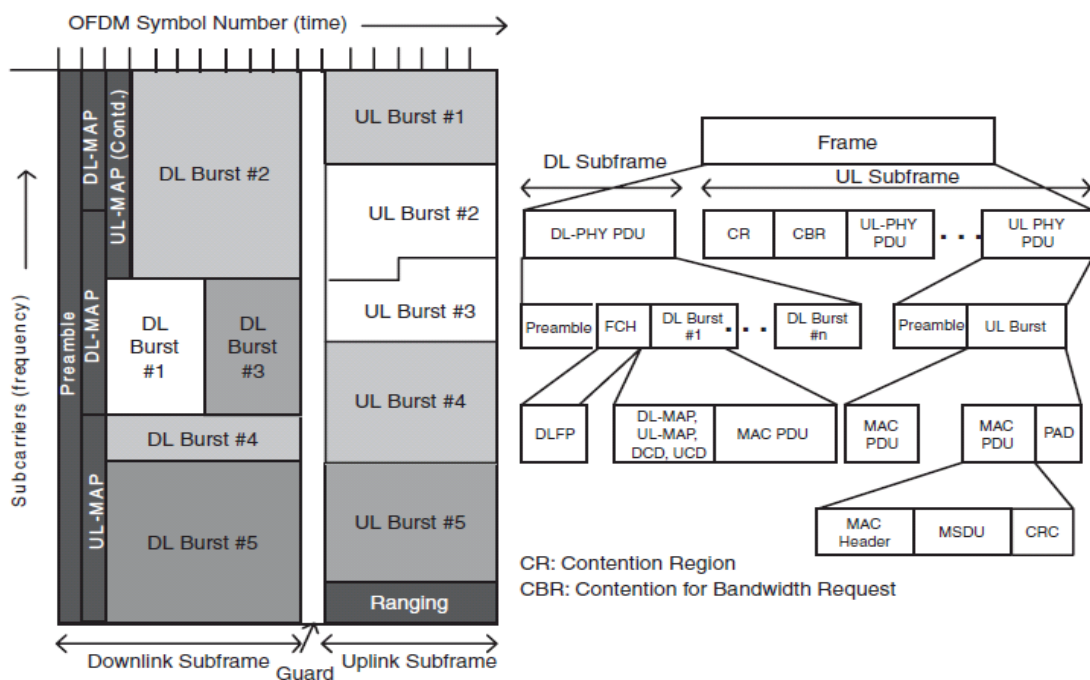 OFDM Symbol Number (time)
Subcarriers (frequency)
Preamble
DL-MAP
DL-MAP
UL-MAP
UL-MAP (Contd.)
DL Burst #2
DL
Burst
#1
DL
Burst
#3
DL Burst #4
DL Burst #5
UL Burst #1
UL Burst #2
UL Burst #3
UL Burst #4
UL Burst #5
Ranging
Downlink Subframe
Guard
Uplink Subframe
Frame
DL Subframe
UL Subframe
DL-PHY PDU
CR
CBR
UL-PHY
PDU
. . .
UL PHY
PDU
Preamble
FCH
DL Burst
#1
. . .
DL Burst
#n
Preamble
UL Burst
DLFP
DL-MAP,
UL-MAP,
DCD, UCD
MAC PDU
MAC
PDU
MAC
PDU
PAD
MAC
Header
MSDU
CRC
CR: Contention Region
CBR: Contention for Bandwidth Request